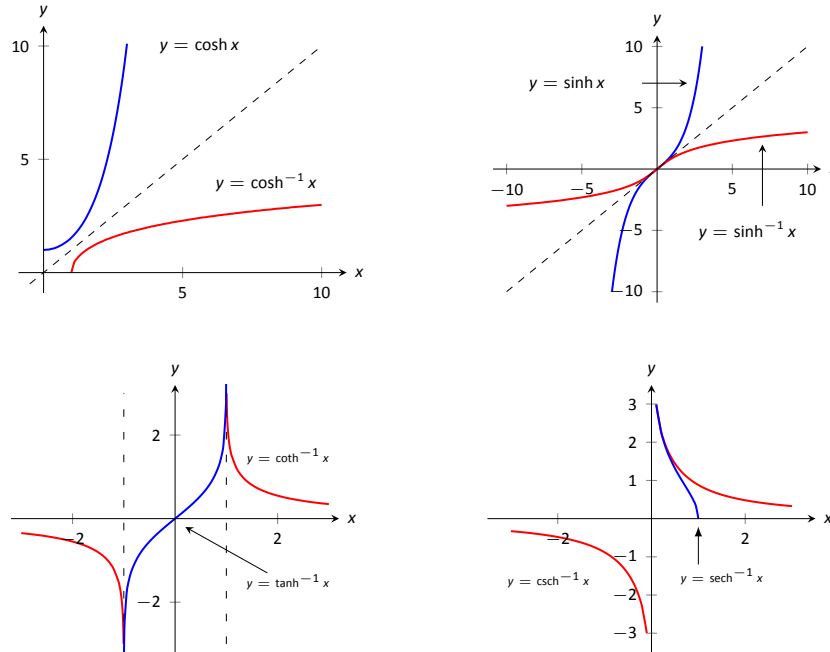 y
10
y = cosh x
5
y = cosh⁻¹ x
5
10
x
y
10
y = sinh x
5
−10
−5
5
10
−5
y = sinh⁻¹ x
−10
y
2
y = coth⁻¹ x
−2
2
x
y = tanh⁻¹ x
−2
y
3
2
1
−2
2
x
−1
y = csch⁻¹ x
y = sech⁻¹ x
−2
−3